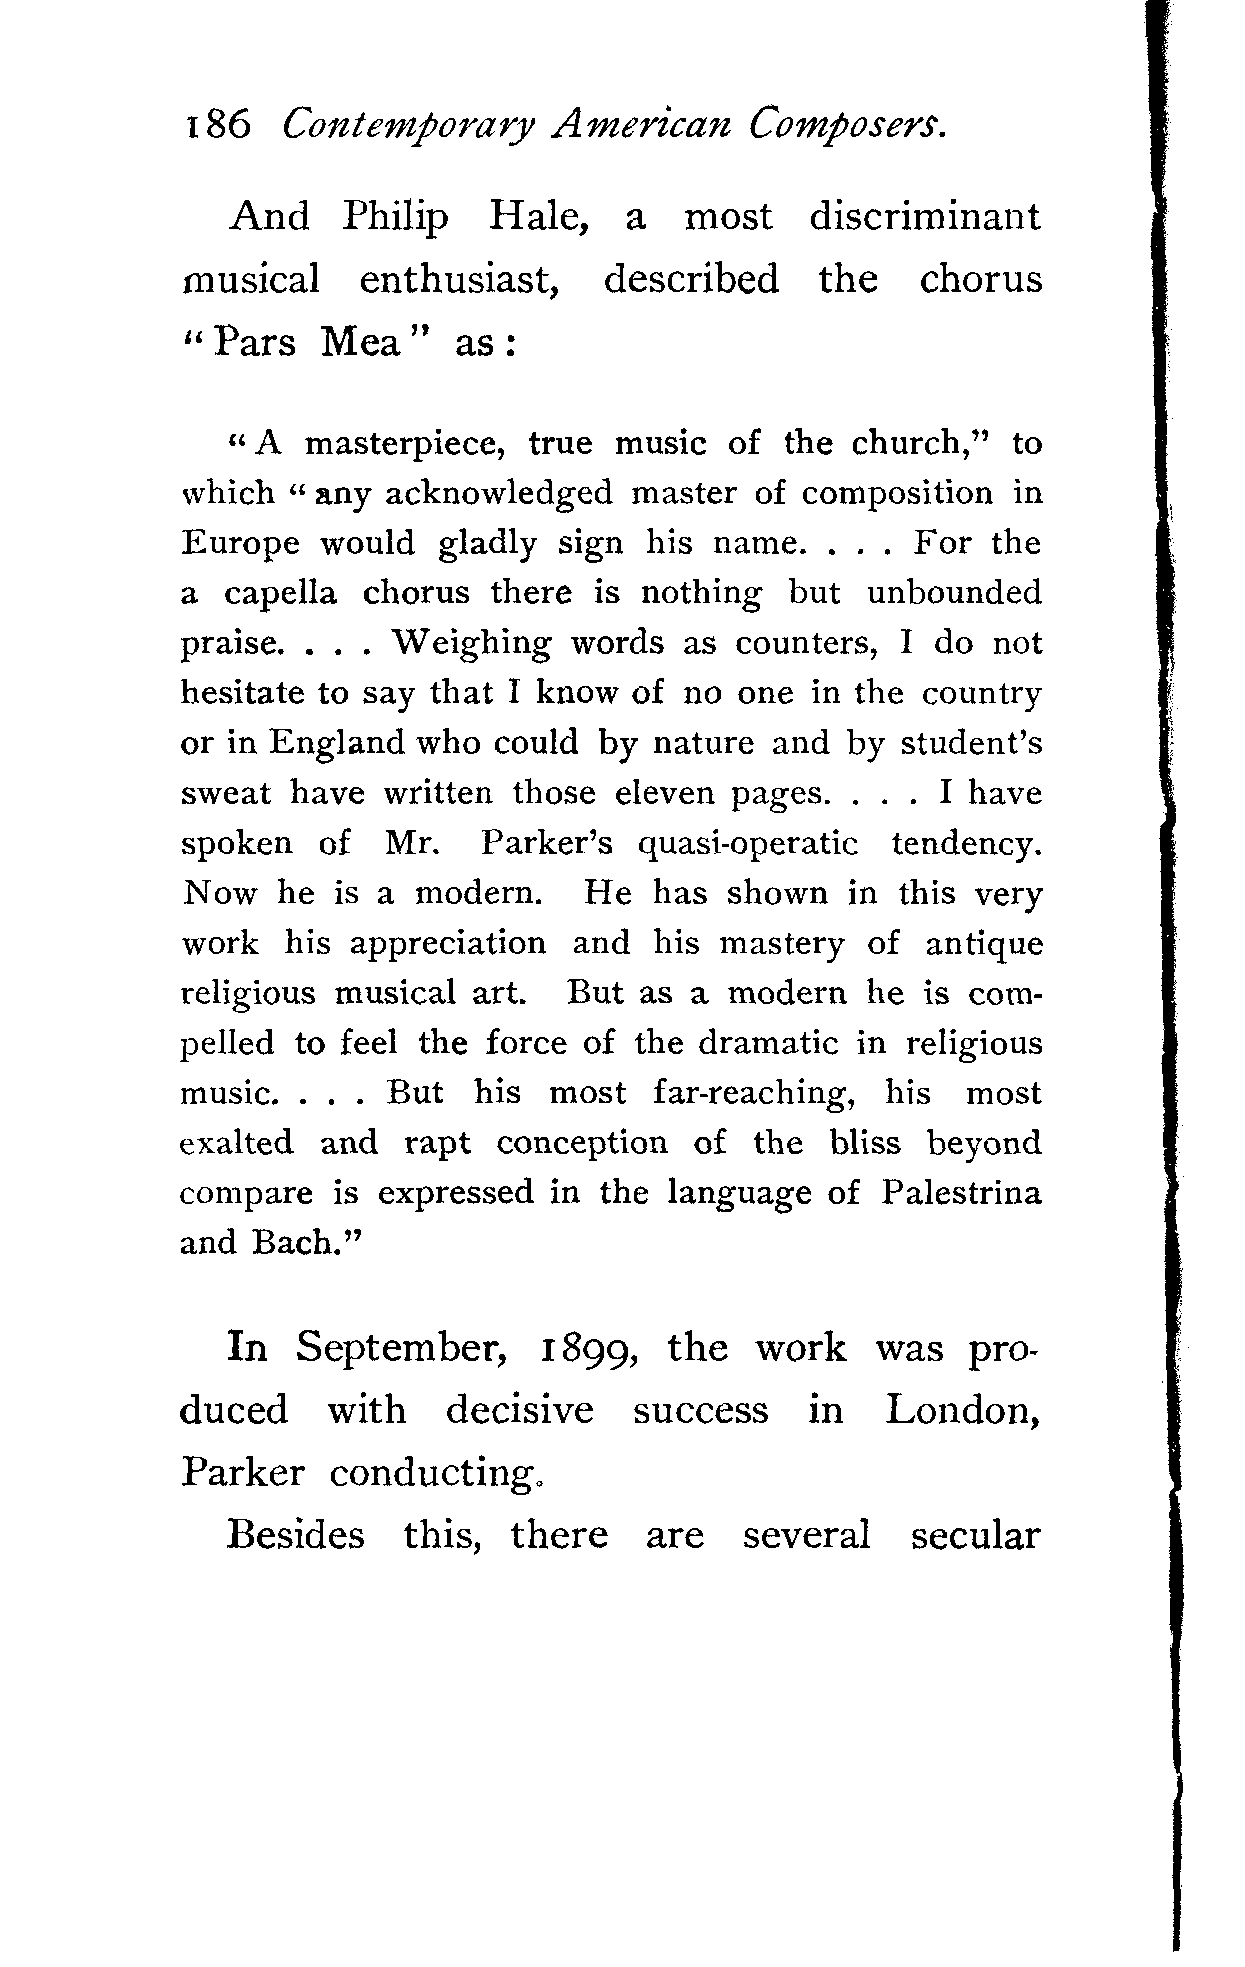 186 Contemporary American Composers.
And Philip Hale, a most discriminant
musical enthusiast, described the chorus
“Pars Mea” as:
“A masterpiece, true music of the church,” to
which “any acknowledged master of composition in
Europe would gladly sign his name. . . . For the
a capella chorus there is nothing but unbounded
praise. . . . Weighing words as counters, I do not
hesitate to say that I know of no one in the country
or in England who could by nature and by student’s
sweat have written those eleven pages. . . . I have
spoken of Mr. Parker’s quasi-operatic tendency.
Now he is a modern. He has shown in this very
work his appreciation and his mastery of antique
religious musical art. But as a modern he is com-
pelled to feel the force of the dramatic in religious
music. . . . But his most far-reaching, his most
exalted and rapt conception of the bliss beyond
compare is expressed in the language of Palestrina
and Bach.”
In September, 1899, the work was pro-
duced with decisive success in London,
Parker conducting.
Besides this, there are several secular